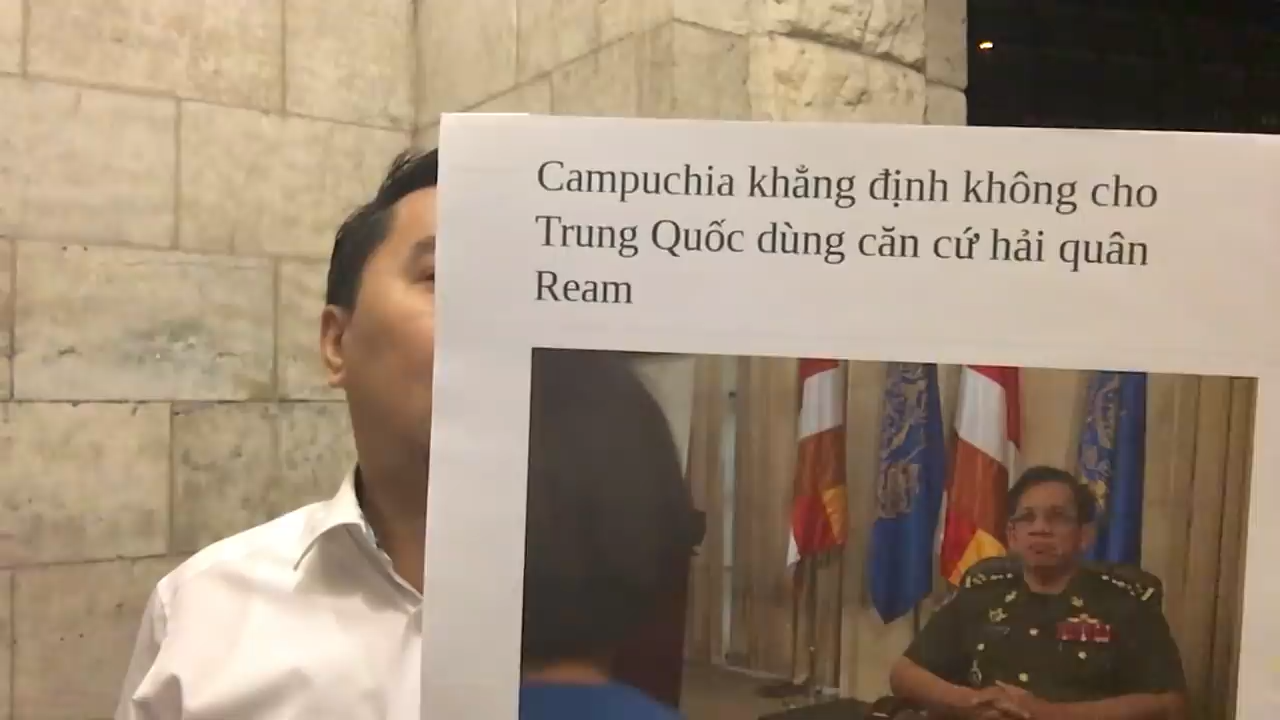 Campuchia khẳng định không cho
Trung Quốc dùng căn cứ hải quân
Ream